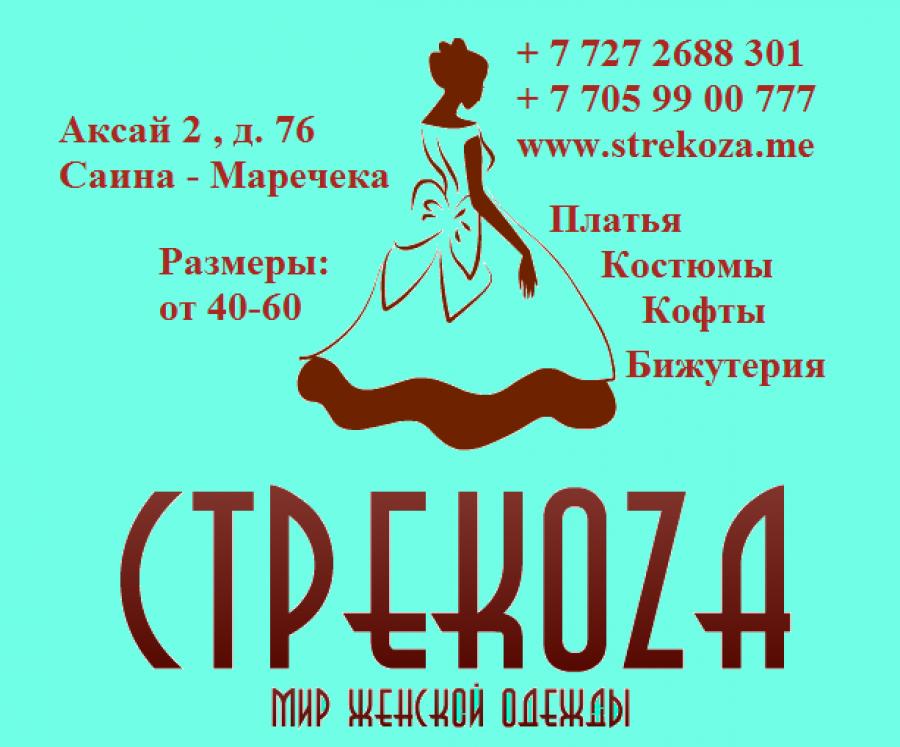 + 7 727 2688 301
+ 7 705 99 00 777
www.strekoza.me
Аксай 2 , д. 76
Саина - Маречека
Размеры:
от 40-60
Платья
Костюмы
Кофты
Бижутерия
СТРЕКОZА
МИР ЖЕНСКОЙ ОДЕЖДЫ